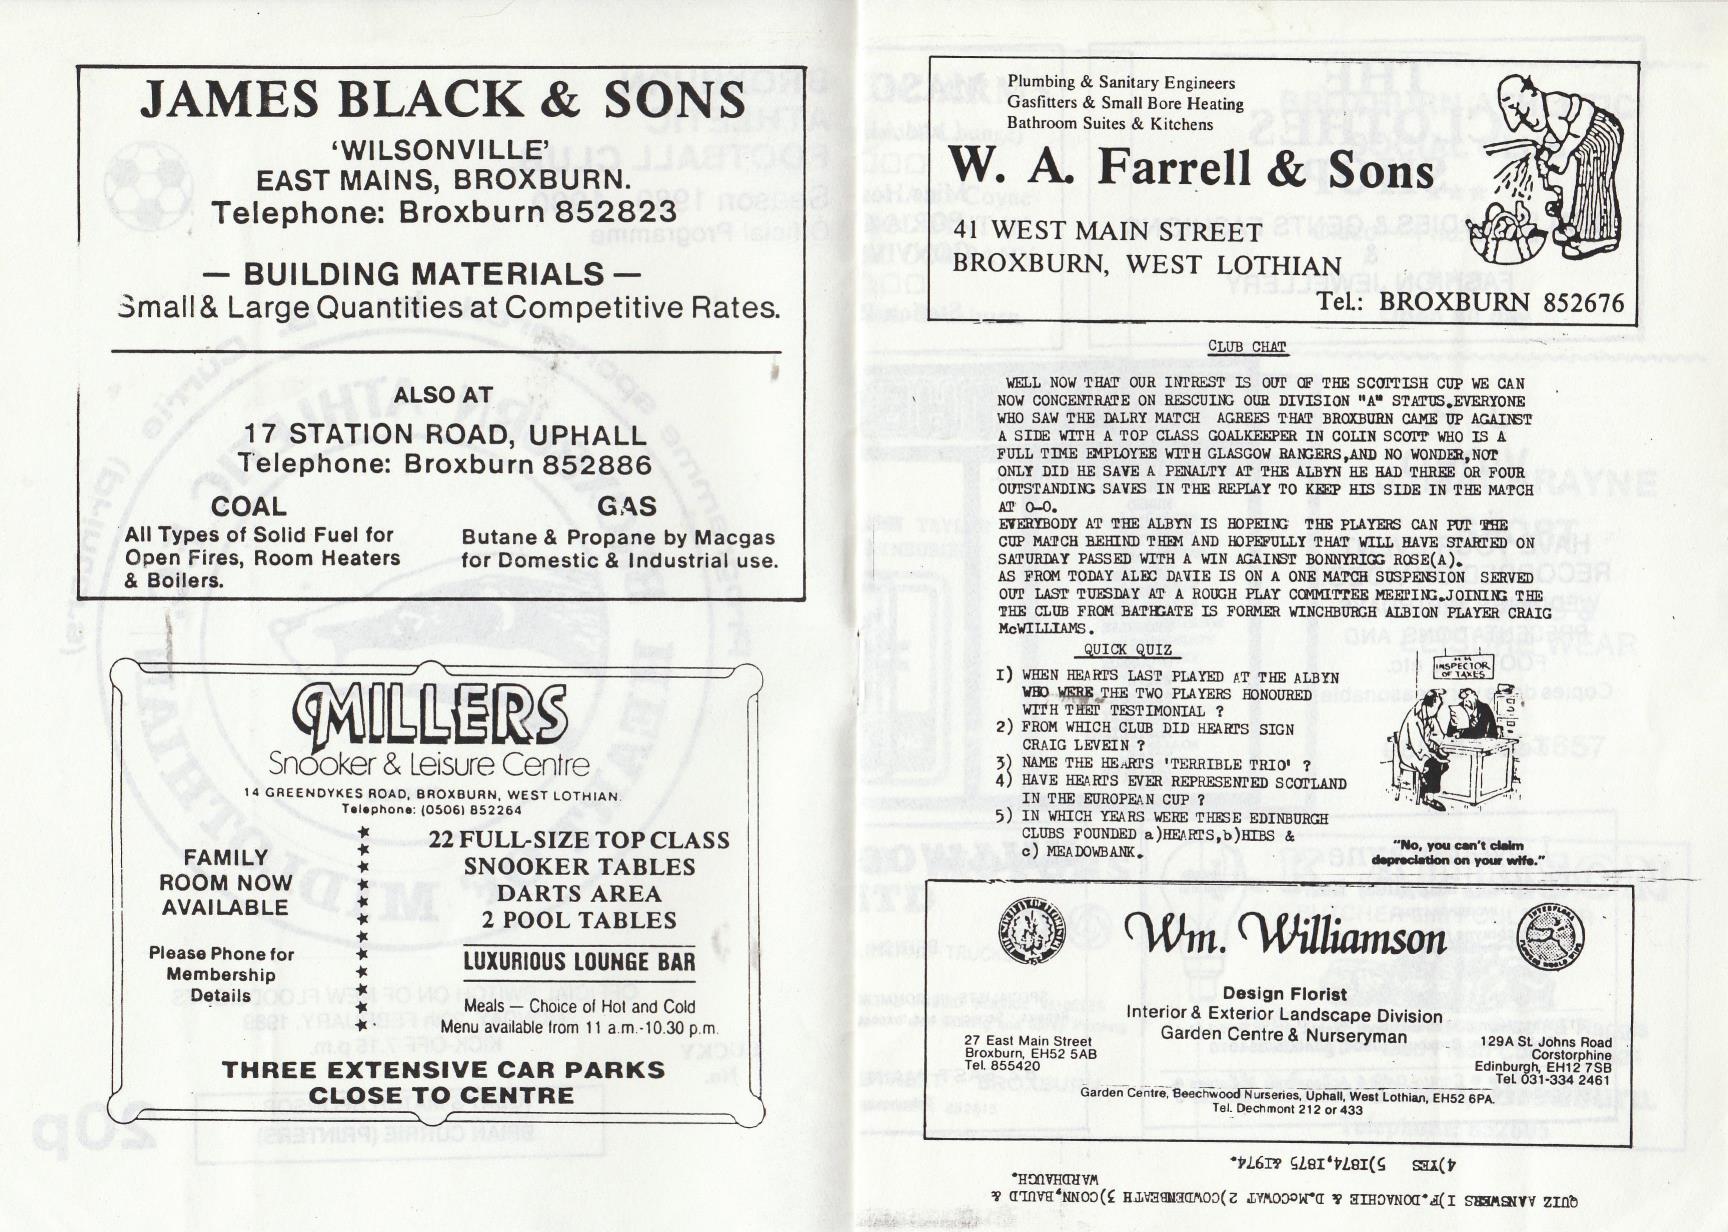 JAMES BLACK & SONS
'WILSONVILLE'
EAST MAINS, BROXBURN.
Telephone: Broxburn 852823
— BUILDING MATERIALS —
Small & Large Quantities at Competitive Rates.
ALSO AT
17 STATION ROAD, UPHALL
Telephone: Broxburn 852886
COAL
All Types of Solid Fuel for
Open Fires, Room Heaters
& Boilers.
GAS
Butane & Propane by Macgas
for Domestic & Industrial use.
MILLERS
Snooker & Leisure Centre
14 GREENDYKES ROAD, BROXBURN, WEST LOTHIAN.
Telephone: (0506) 852264
FAMILY
ROOM NOW
AVAILABLE
Please Phone for
Membership
Details
22 FULL-SIZE TOP CLASS
SNOOKER TABLES
DARTS AREA
2 POOL TABLES
LUXURIOUS LOUNGE BAR
Meals — Choice of Hot and Cold
Menu available from 11 a.m.-10.30 p.m.
THREE EXTENSIVE CAR PARKS
CLOSE TO CENTRE
Plumbing & Sanitary Engineers
Gasfitters & Small Bore Heating
Bathroom Suites & Kitchens
W. A. Farrell & Sons
41 WEST MAIN STREET
BROXBURN, WEST LOTHIAN
Tel.: BROXBURN 852676
CLUB CHAT
WELL NOW THAT OUR INTREST IS OUT OF THE SCOTTISH CUP WE CAN
NOW CONCENTRATE ON RESCUING OUR DIVISION "A" STATUS.EVERYONE
WHO SAW THE DALRY MATCH AGREES THAT BROXBURN CAME UP AGAINST
A SIDE WITH A TOP CLASS GOALKEEPER IN COLIN SCOTT WHO IS A
FULL TIME EMPLOYEE WITH GLASGOW RANGERS,AND NO WONDER,NOT
ONLY DID HE SAVE A PENALTY AT THE ALBYN HE HAD THREE OR FOUR
OUTSTANDING SAVES IN THE REPLAY TO KEEP HIS SIDE IN THE MATCH
AT 0-0.
EVERYBODY AT THE ALBYN IS HOPEING THE PLAYERS CAN PUT THE
CUP MATCH BEHIND THEM AND HOPEFULLY THAT WILL HAVE STARTED ON
SATURDAY PASSED WITH A WIN AGAINST BONNYRIGG ROSE(A).
AS FROM TODAY ALEC DAVIE IS ON A ONE MATCH SUSPENSION SERVED
OUT LAST TUESDAY AT A ROUGH PLAY COMMITTEE MEETING.JOINING THE
THE CLUB FROM BATHGATE IS FORMER WINCHBURGH ALBION PLAYER CRAIG
McWILLIAMS.
QUICK QUIZ
I) WHEN HEARTS LAST PLAYED AT THE ALBYN
WHO WERE THE TWO PLAYERS HONOURED
WITH THET TESTIMONIAL ?
2) FROM WHICH CLUB DID HEARTS SIGN
CRAIG LEVEIN ?
3) NAME THE HEARTS 'TERRIBLE TRIO' ?
4) HAVE HEARTS EVER REPRESENTED SCOTLAND
IN THE EUROPEAN CUP ?
5) IN WHICH YEARS WERE THESE EDINBURGH
CLUBS FOUNDED a)HEARTS,b)HIBS &
c) MEADOWBANK.
H M
INSPECTOR
OF TAXES
"No, you can't claim
depreciation on your wife."
Wm. Williamson
INTERFLORA
FLOWERS WORLD WIDE
Design Florist
Interior & Exterior Landscape Division
Garden Centre & Nurseryman
27 East Main Street
Broxburn, EH52 5AB
Tel. 855420
129A St. Johns Road
Corstorphine
Edinburgh, EH12 7SB
Tel. 031-334 2461
Garden Centre, Beechwood Nurseries, Uphall, West Lothian, EH52 6PA.
Tel. Dechmont 212 or 433
QUIZ AANSWERS I)F.DONACHIE & D.McCOWAT 2)COWDENBEATH 3)CONN,BAULD &
WARDHAUGH.
4)YES 5)I874,I875 &I974.